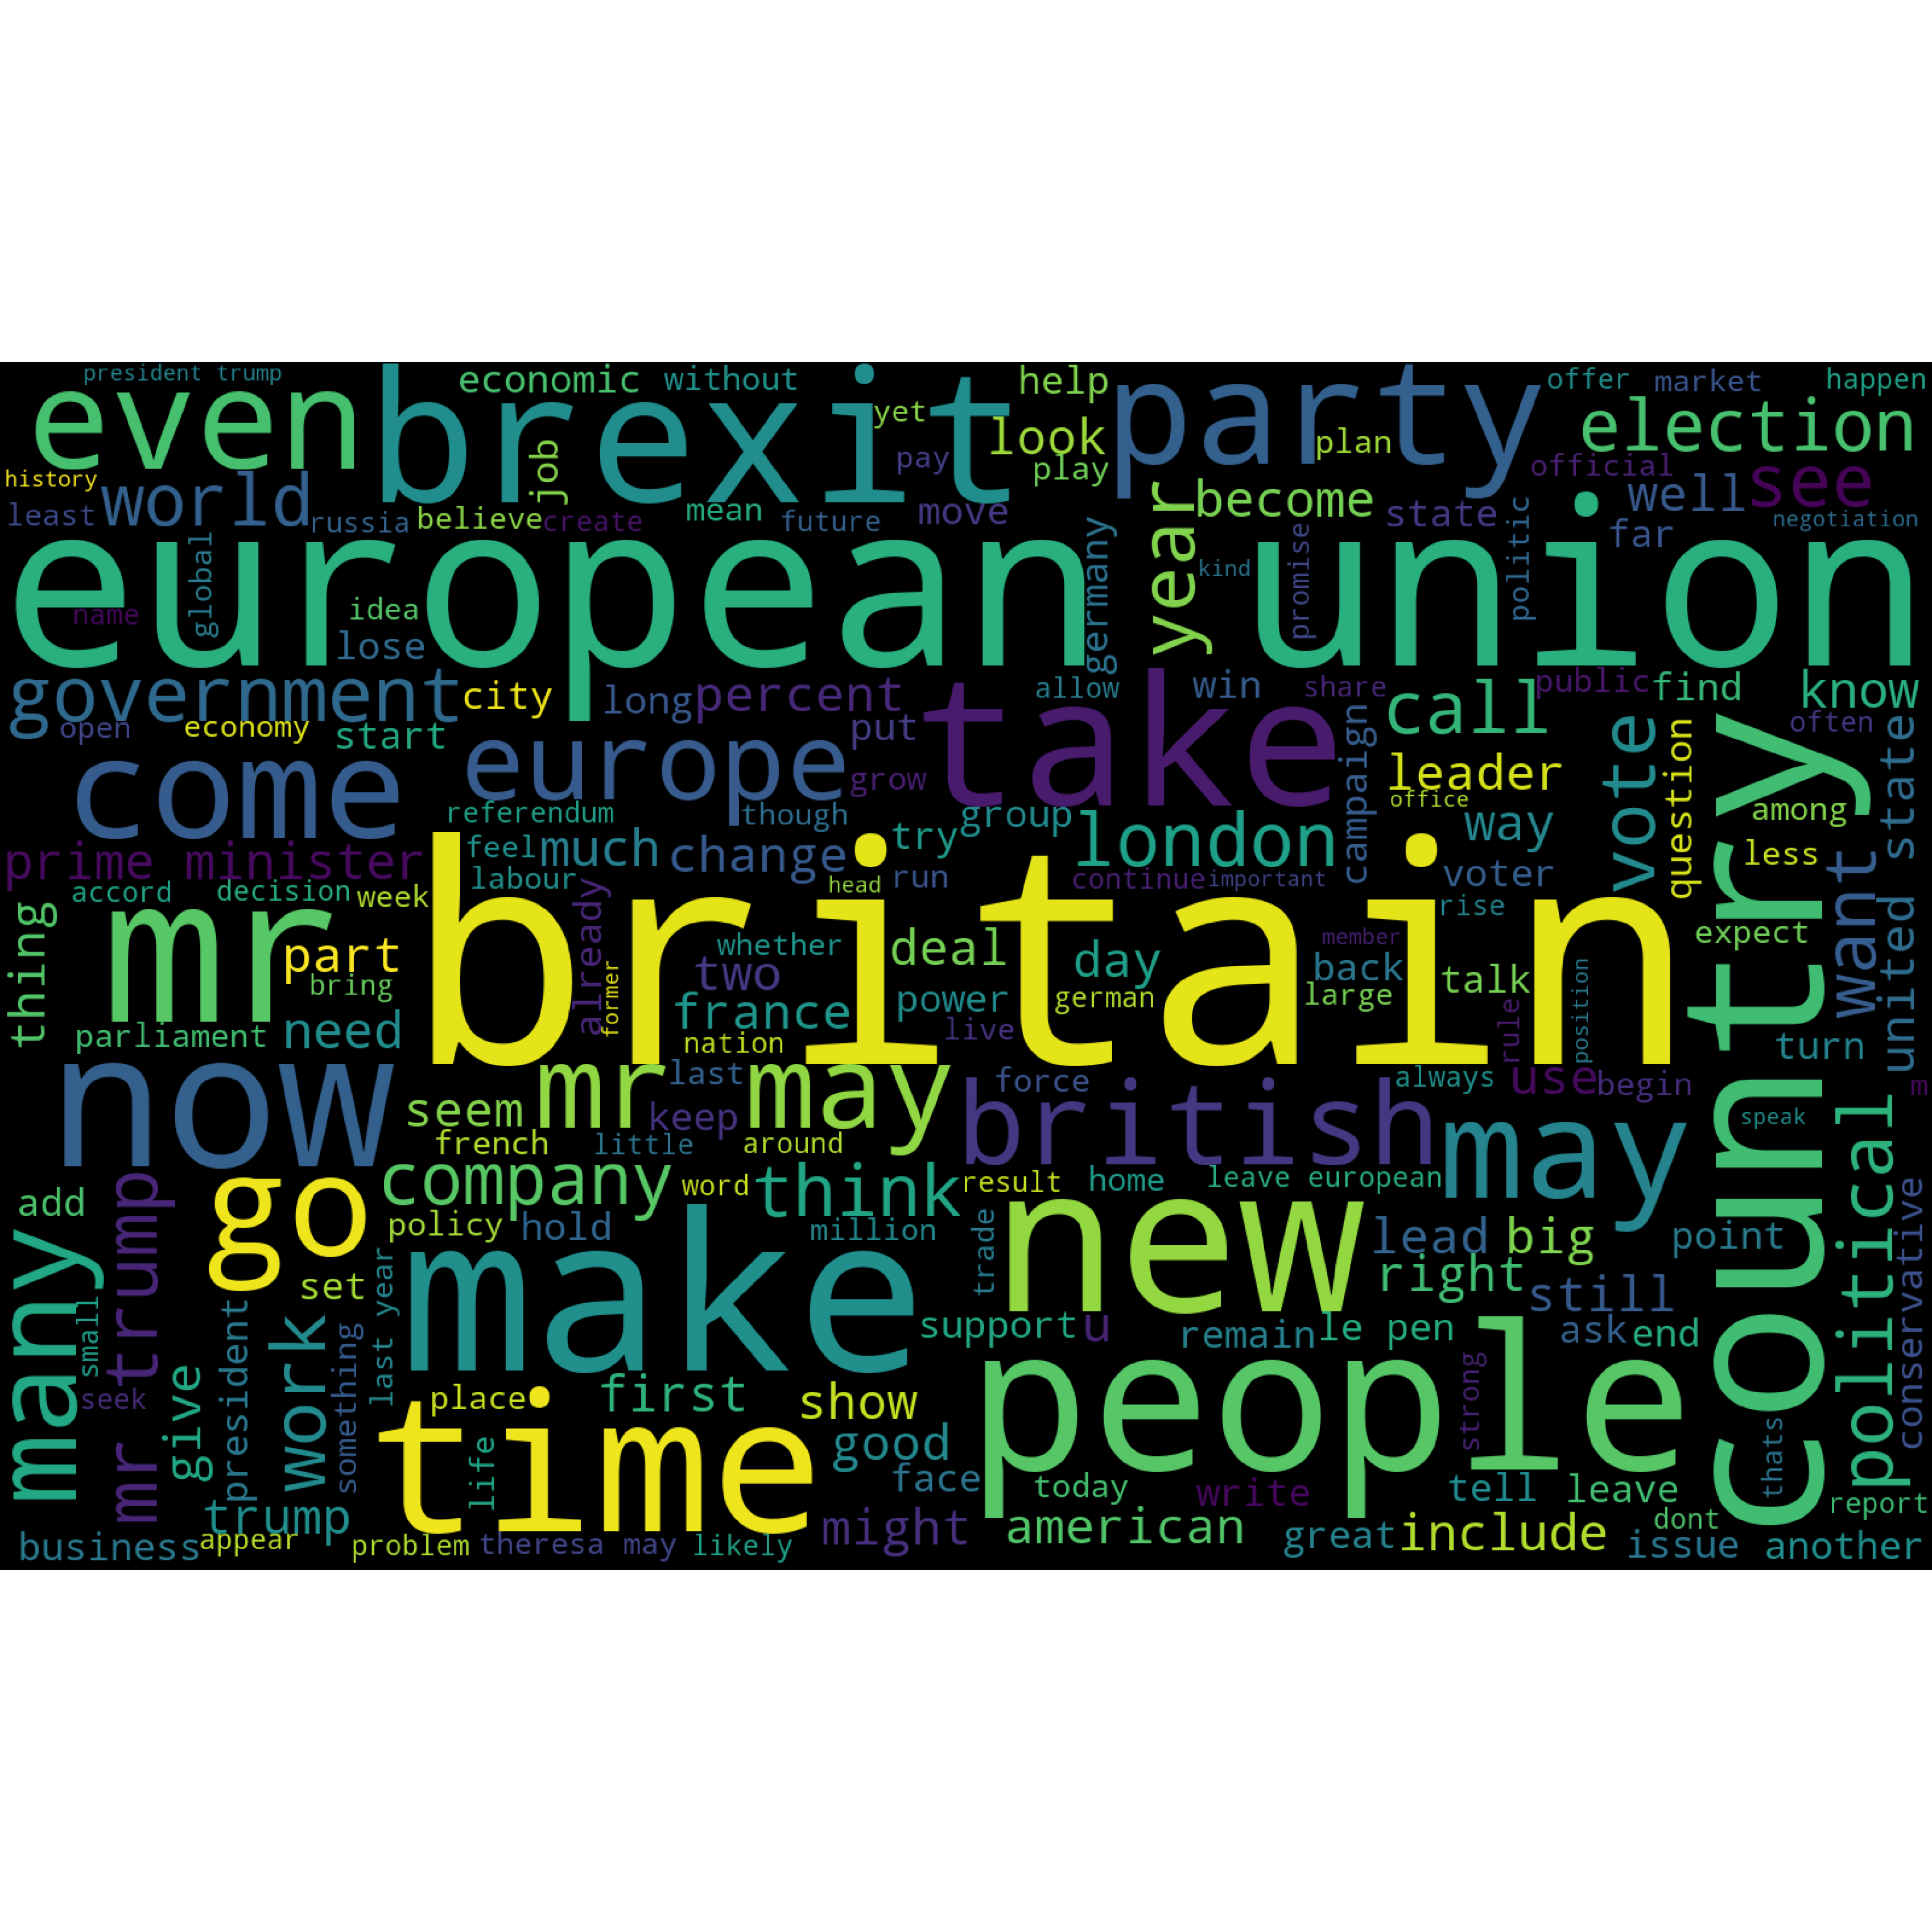 president trump
economic
without
help
offer
market
happen
even
brexit
yet
look
party
plan
election
history
job
pay
play
official
see
least
world
russia
believe
create
mean
future
move
year
become
state
politic
well
far
negotiation
european
union
global
name
idea
lose
germany
kind
promise
government
city
long
percent
allow
win
share
public
find
know
open
economy
start
take
put
call
often
come
europe
grow
campaign
leader
office
vote
question
country
united state
referendum
though
group
try
london
way
among
prime minister
feel
much
change
voter
less
want
accord
decision
week
labour
head
run
continue
important
rise
thing
mr
britain
already
whether
deal
day
member
expect
part
two
back
talk
bring
former
france
power
german
large
position
parliament
need
nation
live
rule
turn
now
mr may
last
force
always
use
begin
m
seem
keep
british
may
speak
french
little
around
political
company
think
word
result
home
leave european
conservative
add
many
mr trump
go
policy
hold
make
million
new
trade
lead
big
point
set
last year
right
still
small
president
work
something
support
u
remain
le pen
ask
end
people
seek
give
place
first
show
strong
time
life
good
thats
face
today
write
tell
leave
report
trump
might
american
great
include
dont
issue
another
business
appear
problem
theresa may
likely